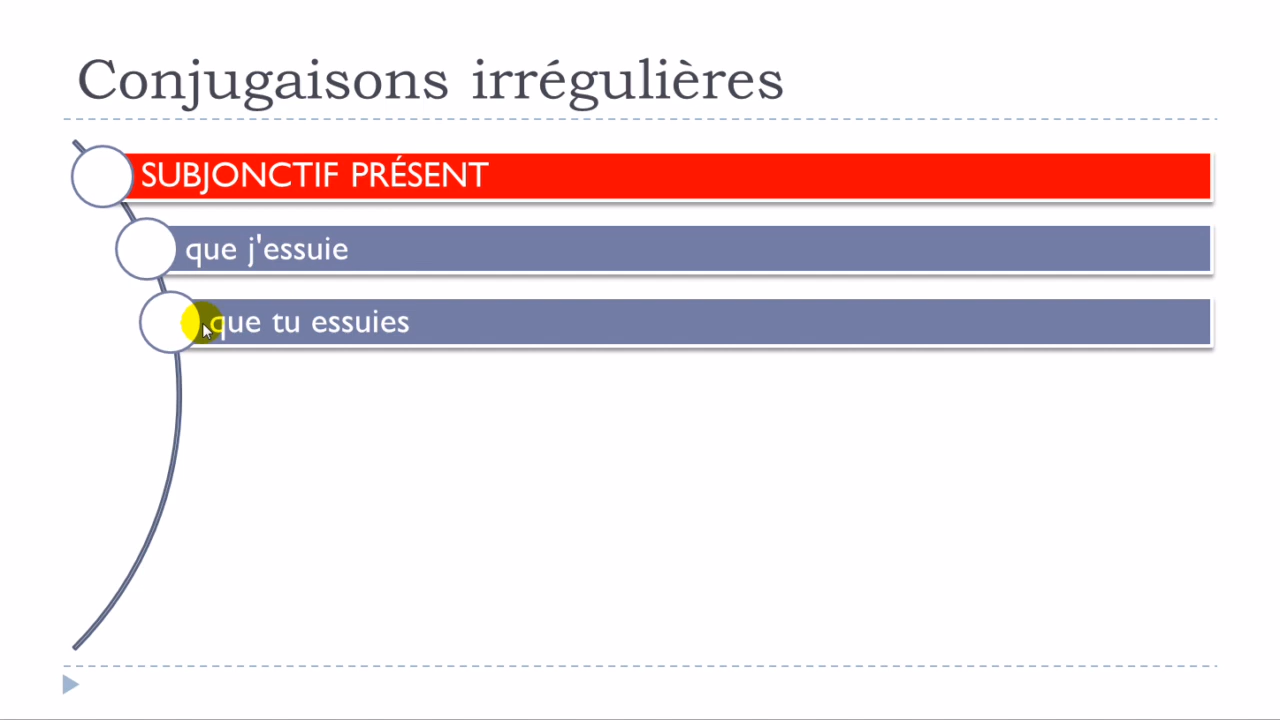 Conjugaisons irrégulières
SUBJONCTIF PRÉSENT
que j'essuie
que tu essuies